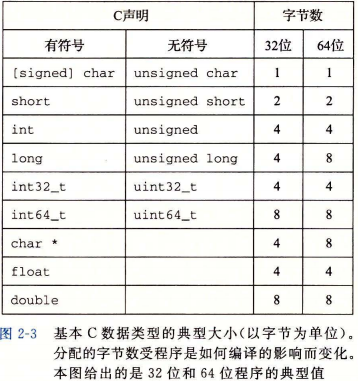 C声明 字节数
有符号 无符号 32位 64位
[signed] char unsigned char 1 1
short unsigned short 2 2
int unsigned 4 4
long unsigned long 4 8
int32_t uint32_t 4 4
int64_t uint64_t 8 8
char * 4 8
float 4 4
double 8 8
图 2-3 基本 C 数据类型的典型大小(以字节为单位)。
分配的字节数受程序是如何编译的影响而变化。
本图给出的是 32 位和 64 位程序的典型值